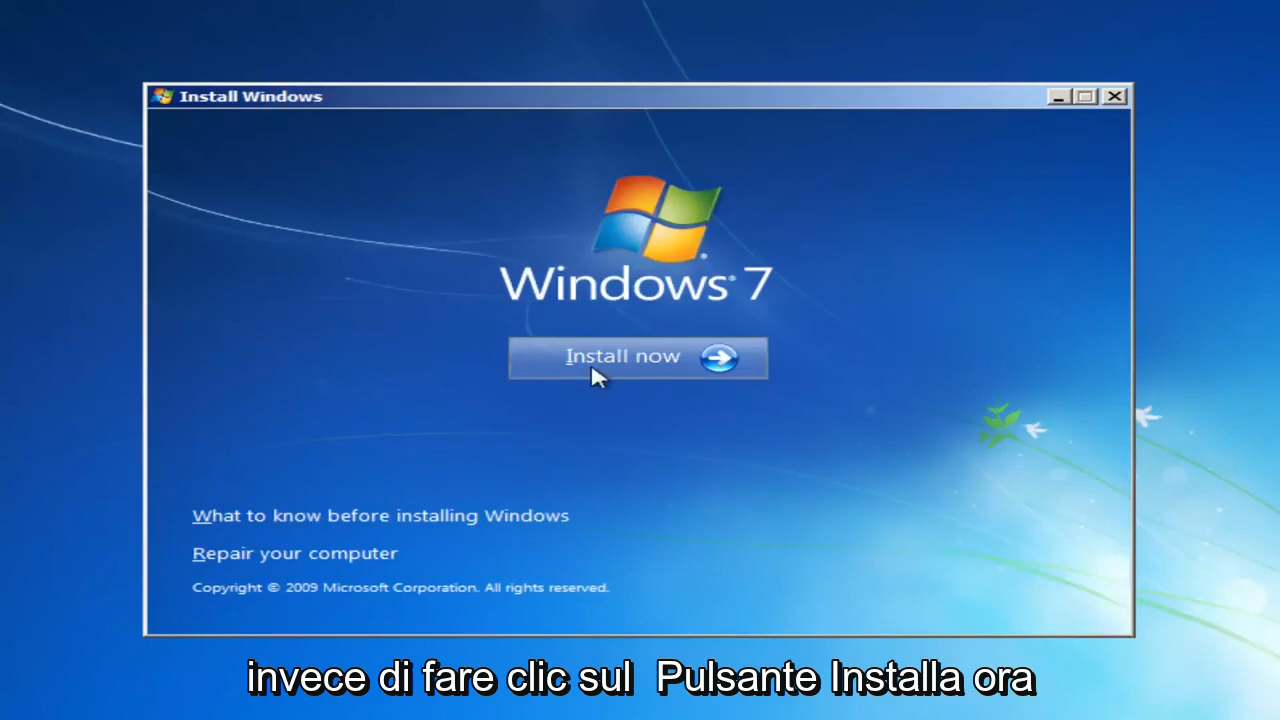 Install Windows
Windows® 7
Install now
What to know before installing Windows
Repair your computer
Copyright © 2009 Microsoft Corporation. All rights reserved.
invece di fare clic sul Pulsante Installa ora